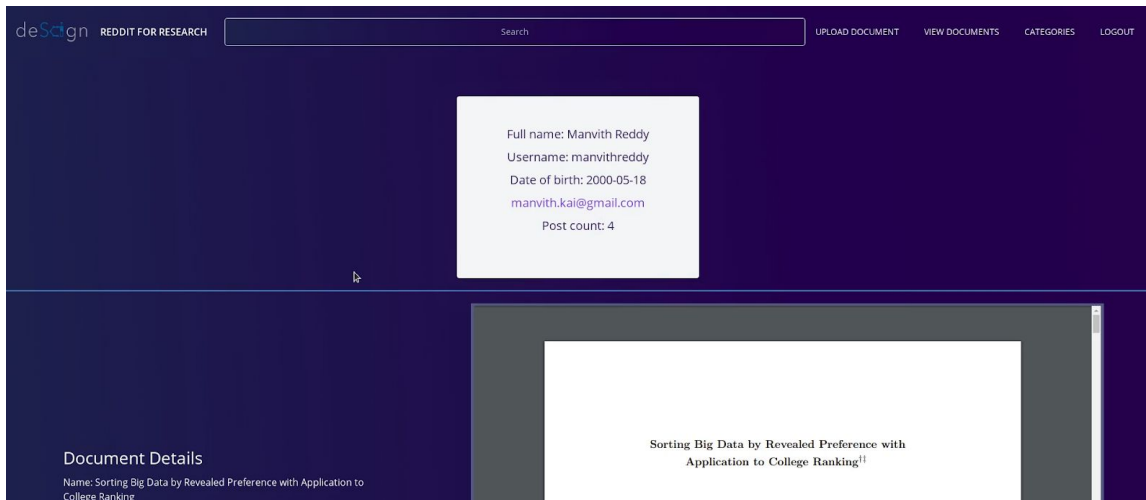 deScign REDDIT FOR RESEARCH
Search
UPLOAD DOCUMENT
VIEW DOCUMENTS
CATEGORIES
LOGOUT
Full name: Manvith Reddy
Username: manvithreddy
Date of birth: 2000-05-18
manvith.kai@gmail.com
Post count: 4
Document Details
Name: Sorting Big Data by Revealed Preference with Application to
College Ranking
Sorting Big Data by Revealed Preference with
Application to College Ranking††